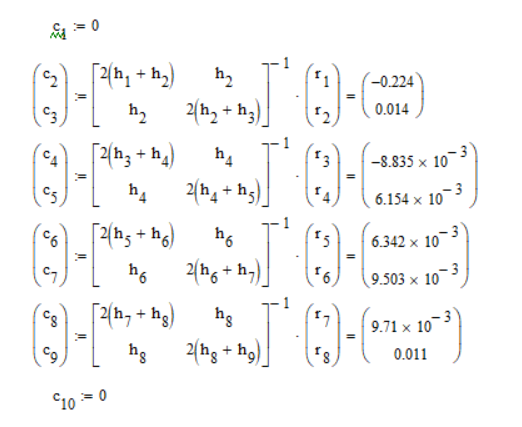 c₁ := 0
(c₂ c₃) := [2(h₁ + h₂) h₂ h₂ 2(h₂ + h₃)]⁻¹ · (r₁ r₂) = (−0.224 0.014)
(c₄ c₅) := [2(h₃ + h₄) h₄ h₄ 2(h₄ + h₅)]⁻¹ · (r₃ r₄) = (−8.835 × 10⁻³ 6.154 × 10⁻³)
(c₆ c₇) := [2(h₅ + h₆) h₆ h₆ 2(h₆ + h₇)]⁻¹ · (r₅ r₆) = (6.342 × 10⁻³ 9.503 × 10⁻³)
(c₈ c₉) := [2(h₇ + h₈) h₈ h₈ 2(h₈ + h₉)]⁻¹ · (r₇ r₈) = (9.71 × 10⁻³ 0.011)
c₁₀ := 0